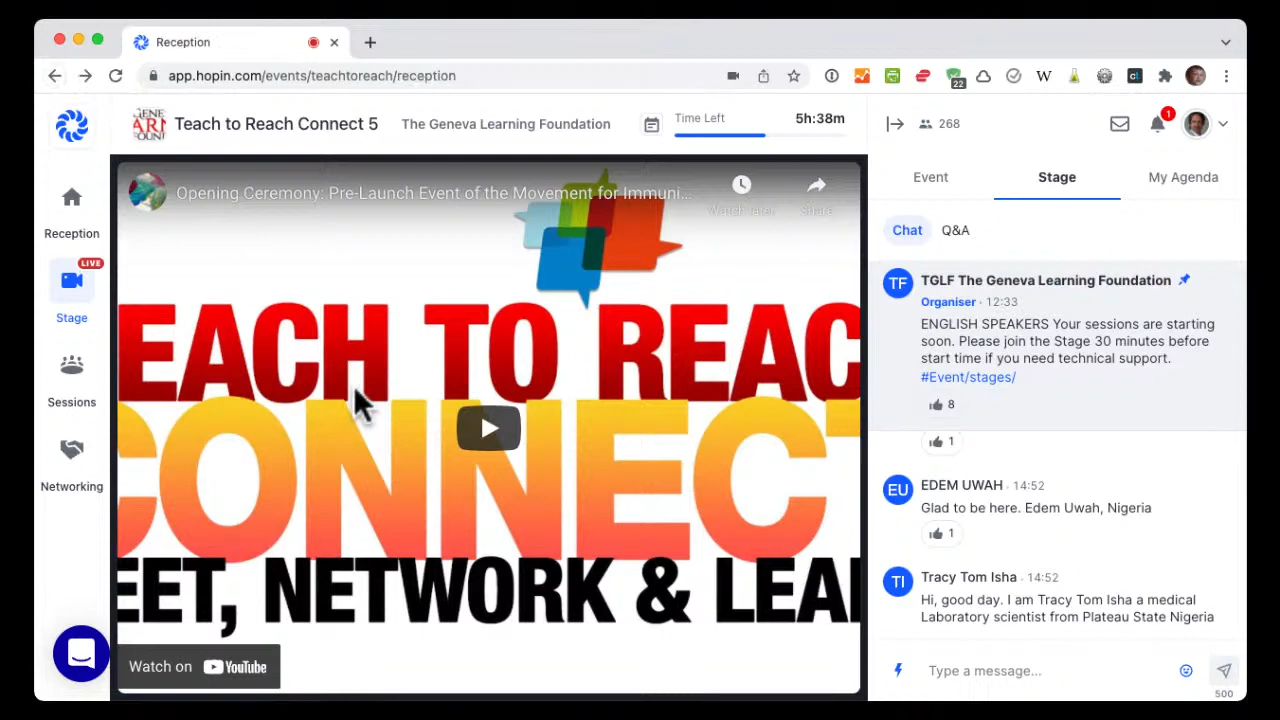 Reception
app.hopin.com/events/teachtoreach/reception
22
W
cl
Teach to Reach Connect 5
The Geneva Learning Foundation
Time Left
5h:38m
268
1
Reception
LIVE
Stage
Sessions
Networking
Opening Ceremony: Pre-Launch Event of the Movement for Immuni...
Watch later
Share
EACH TO REAC
CONNECT
EET, NETWORK & LEA
Watch on YouTube
Event
Stage
My Agenda
Chat
Q&A
TF
TGLF The Geneva Learning Foundation
Organiser · 12:33
ENGLISH SPEAKERS Your sessions are starting
soon. Please join the Stage 30 minutes before
start time if you need technical support.
#Event/stages/
8
1
EU
EDEM UWAH · 14:52
Glad to be here. Edem Uwah, Nigeria
1
TI
Tracy Tom Isha · 14:52
Hi, good day. I am Tracy Tom Isha a medical
Laboratory scientist from Plateau State Nigeria
Type a message...
500